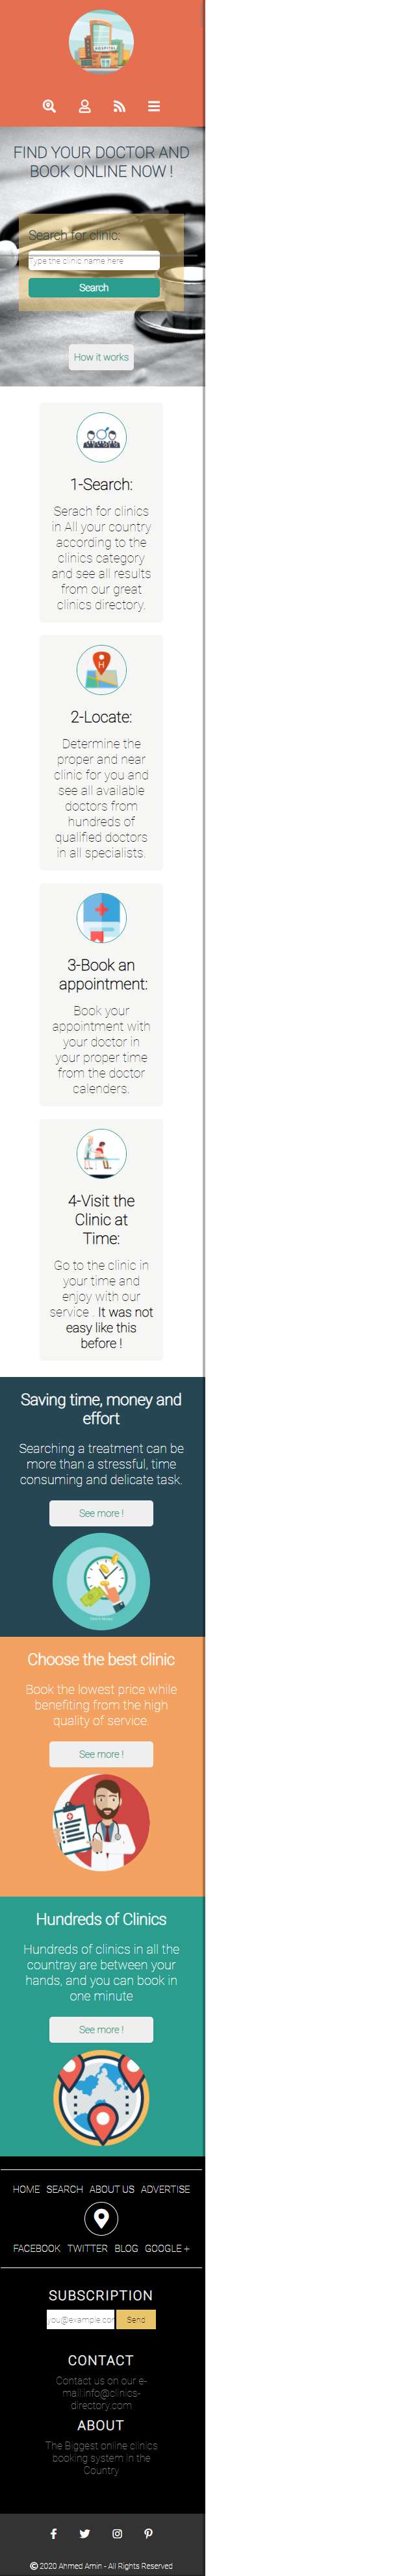 FIND YOUR DOCTOR AND
BOOK ONLINE NOW !
Search for clinic:
Type the clinic name here
Search
How it works
1-Search:
Serach for clinics
in All your country
according to the
clinics category
and see all results
from our great
clinics directory.
2-Locate:
Determine the
proper and near
clinic for you and
see all available
doctors from
hundreds of
qualified doctors
in all specialists.
3-Book an
appointment:
Book your
appointment with
your doctor in
your proper time
from the doctor
calenders.
4-Visit the
Clinic at
Time:
Go to the clinic in
your time and
enjoy with our
service . It was not
easy like this
before !
Saving time, money and
effort
Searching a treatment can be
more than a stressful, time
consuming and delicate task.
See more !
Choose the best clinic
Book the lowest price while
benefiting from the high
quality of service.
See more !
Hundreds of Clinics
Hundreds of clinics in all the
countray are between your
hands, and you can book in
one minute
See more !
HOME SEARCH ABOUT US ADVERTISE
FACEBOOK TWITTER BLOG GOOGLE +
SUBSCRIPTION
you@example.con Send
CONTACT
Contact us on our e-
mail:info@clinics-
directory.com
ABOUT
The Biggest online clinics
booking system in the
Country
© 2020 Ahmed Amin - All Rights Reserved